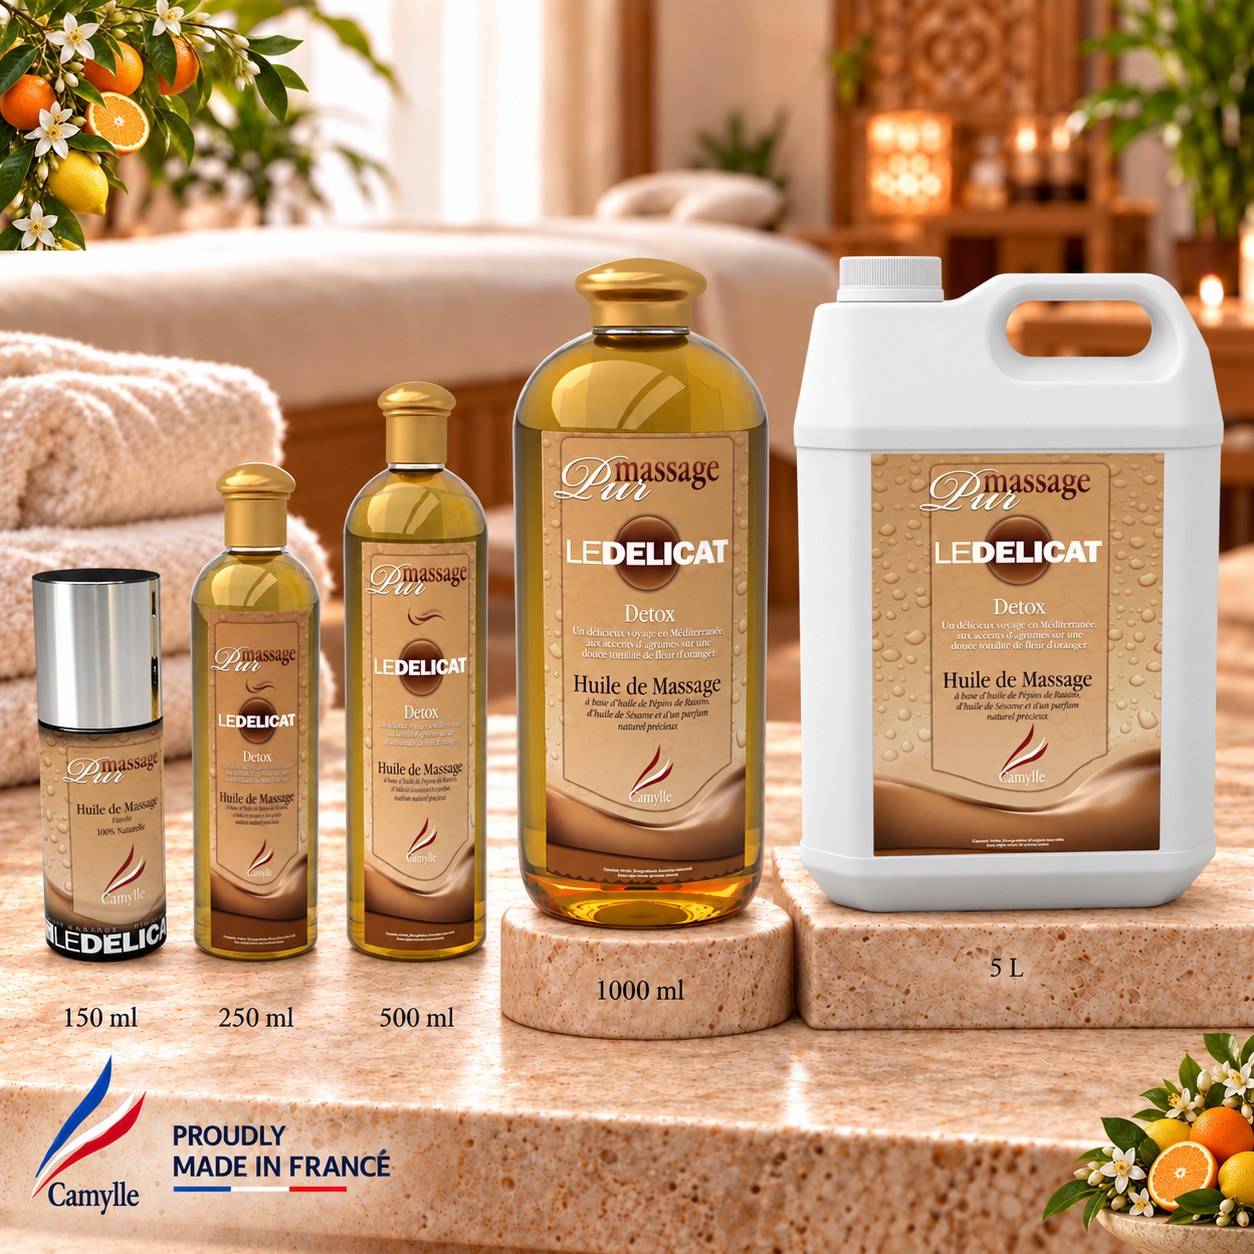 Pur massage
Huile de Massage
100% Naturelle
Camylle
LEDELICA
Pur massage
LEDELICAT
Detox
Huile de Massage
Camylle
Pur massage
LEDELICAT
Detox
Huile de Massage
Camylle
Pur massage
LEDELICAT
Detox
Un délicieux voyage en Méditerranée,
aux accents d'agrumes sur une
douce tonalité de fleur d'oranger
Huile de Massage
à base d'huile de Pépins de Raisins,
d'huile de Sésame et d'un parfum
naturel précieux
Camylle
Pur massage
LEDELICAT
Detox
Un délicieux voyage en Méditerranée,
aux accents d'agrumes sur une
douce tonalité de fleur d'oranger
Huile de Massage
à base d'huile de Pépins de Raisins,
d'huile de Sésame et d'un parfum
naturel précieux
Camylle
150 ml
250 ml
500 ml
1000 ml
5 L
Camylle
PROUDLY
MADE IN FRANCÉ